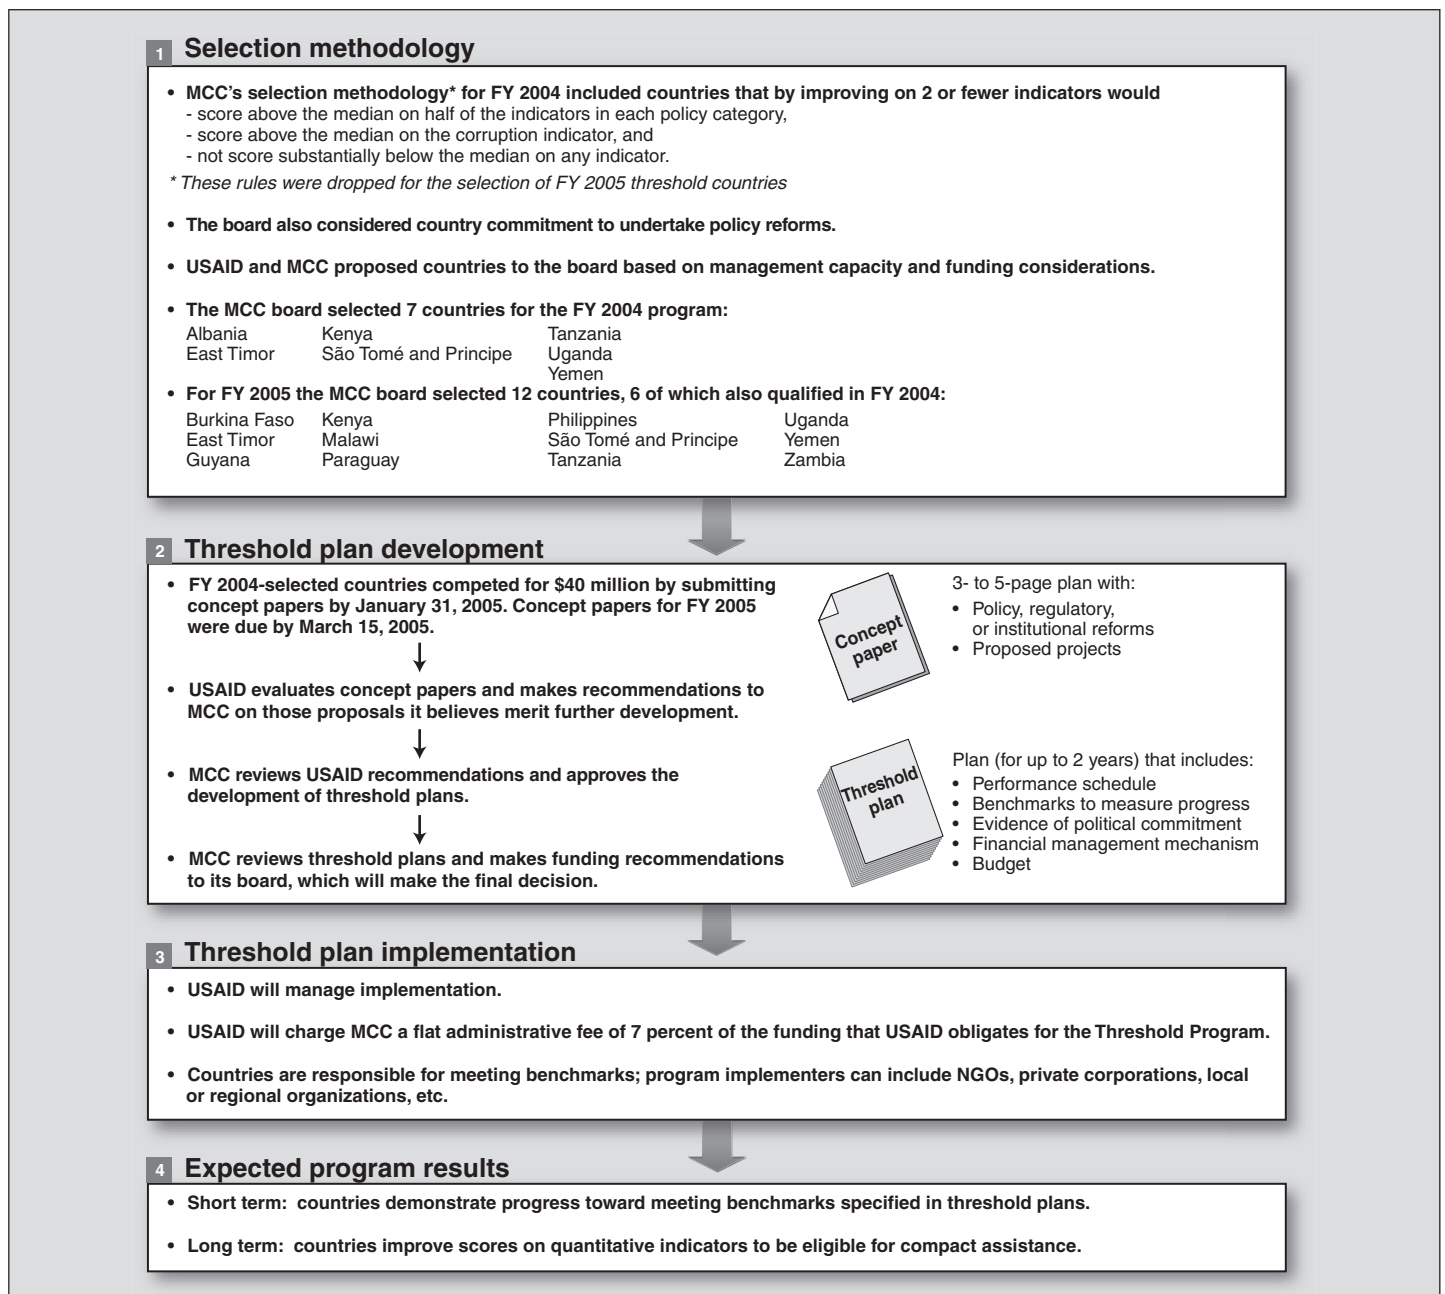 1 Selection methodology
• MCC's selection methodology* for FY 2004 included countries that by improving on 2 or fewer indicators would
- score above the median on half of the indicators in each policy category,
- score above the median on the corruption indicator, and
- not score substantially below the median on any indicator.
* These rules were dropped for the selection of FY 2005 threshold countries
• The board also considered country commitment to undertake policy reforms.
• USAID and MCC proposed countries to the board based on management capacity and funding considerations.
• The MCC board selected 7 countries for the FY 2004 program:
Albania Kenya Tanzania
East Timor São Tomé and Principe Uganda
Yemen
• For FY 2005 the MCC board selected 12 countries, 6 of which also qualified in FY 2004:
Burkina Faso Kenya Philippines Uganda
East Timor Malawi São Tomé and Principe Yemen
Guyana Paraguay Tanzania Zambia
2 Threshold plan development
• FY 2004-selected countries competed for $40 million by submitting
concept papers by January 31, 2005. Concept papers for FY 2005
were due by March 15, 2005.
• USAID evaluates concept papers and makes recommendations to
MCC on those proposals it believes merit further development.
• MCC reviews USAID recommendations and approves the
development of threshold plans.
• MCC reviews threshold plans and makes funding recommendations
to its board, which will make the final decision.
Concept
paper
3- to 5-page plan with:
• Policy, regulatory,
or institutional reforms
• Proposed projects
Threshold
plan
Plan (for up to 2 years) that includes:
• Performance schedule
• Benchmarks to measure progress
• Evidence of political commitment
• Financial management mechanism
• Budget
3 Threshold plan implementation
• USAID will manage implementation.
• USAID will charge MCC a flat administrative fee of 7 percent of the funding that USAID obligates for the Threshold Program.
• Countries are responsible for meeting benchmarks; program implementers can include NGOs, private corporations, local
or regional organizations, etc.
4 Expected program results
• Short term: countries demonstrate progress toward meeting benchmarks specified in threshold plans.
• Long term: countries improve scores on quantitative indicators to be eligible for compact assistance.